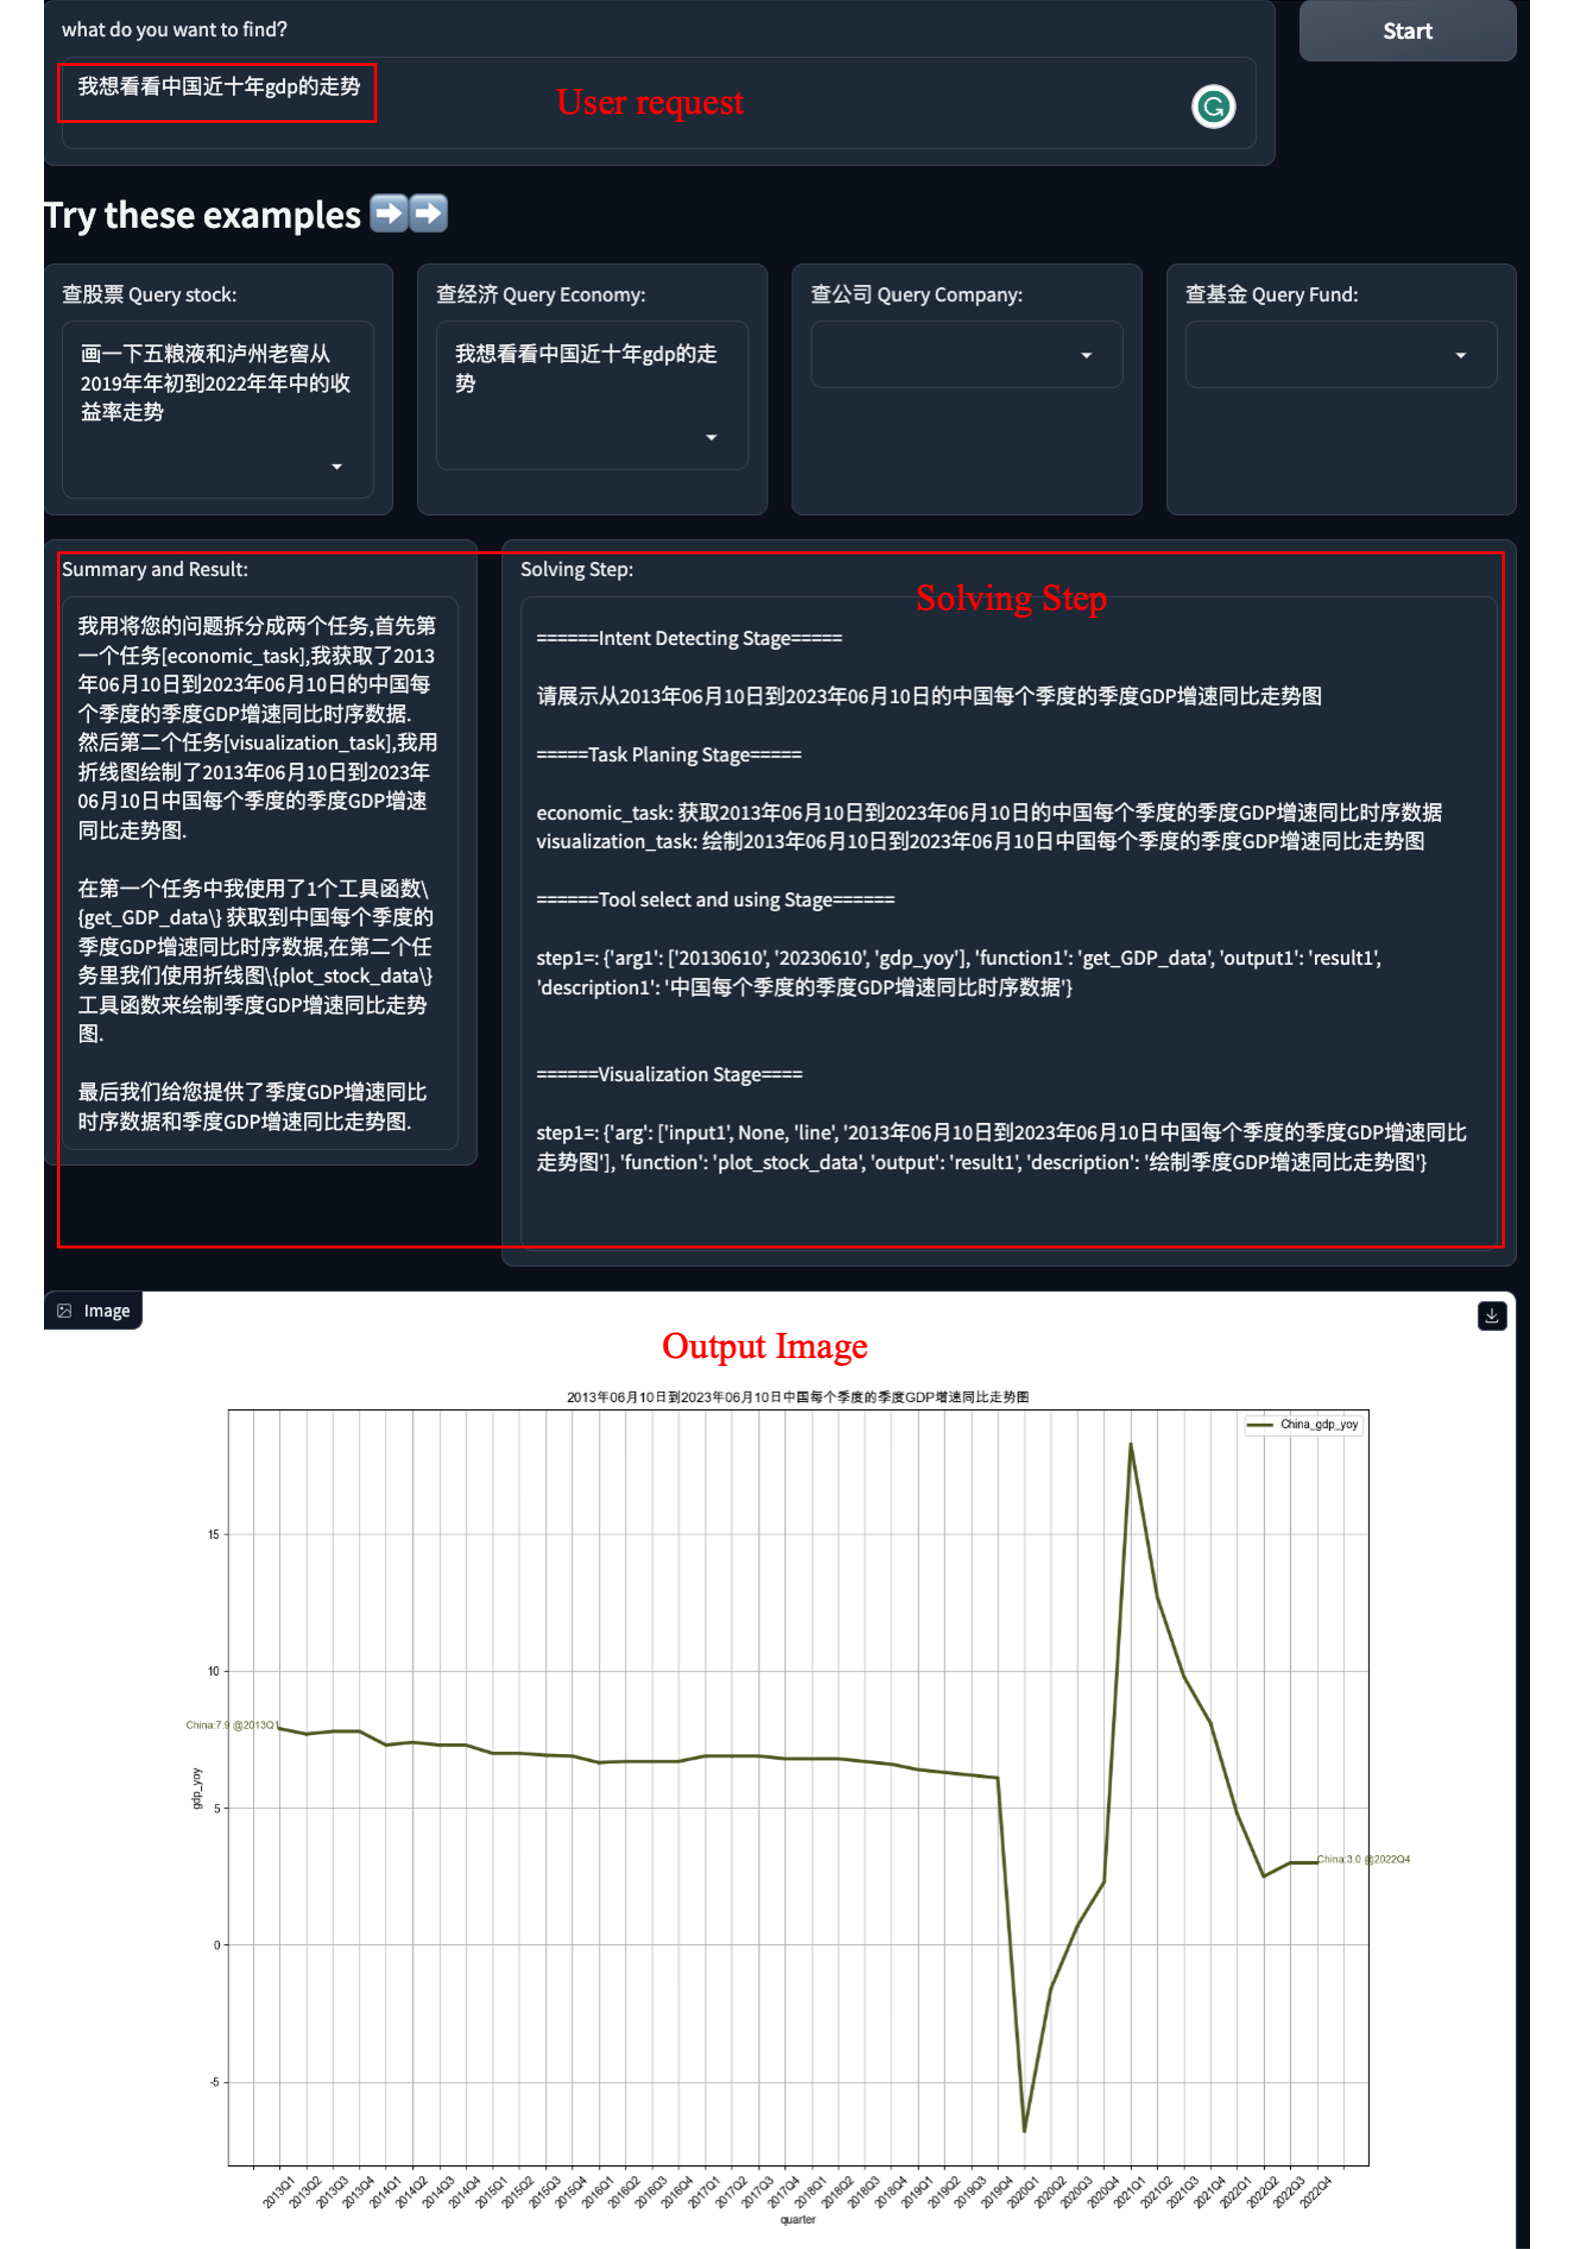 what do you want to find?
Start
我想看看中国近十年gdp的走势
User request
Try these examples ➡️➡️
查股票 Query stock:
画一下五粮液和泸州老窖从
2019年年初到2022年年中的收
益率走势
查经济 Query Economy:
我想看看中国近十年gdp的走
势
查公司 Query Company:
查基金 Query Fund:
Summary and Result:
我用将您的问题拆分成两个任务,首先第
一个任务[economic_task],我获取了2013
年06月10日到2023年06月10日的中国每
个季度的季度GDP增速同比时序数据.
然后第二个任务[visualization_task],我用
折线图绘制了2013年06月10日到2023年
06月10日中国每个季度的季度GDP增速
同比走势图.
在第一个任务中我使用了1个工具函数\
{get_GDP_data\} 获取到中国每个季度的
季度GDP增速同比时序数据,在第二个任
务里我们使用折线图\{plot_stock_data\}
工具函数来绘制季度GDP增速同比走势
图.
最后我们给您提供了季度GDP增速同比
时序数据和季度GDP增速同比走势图.
Solving Step:
Solving Step
======Intent Detecting Stage=====
请展示从2013年06月10日到2023年06月10日的中国每个季度的季度GDP增速同比走势图
=====Task Planing Stage=====
economic_task: 获取2013年06月10日到2023年06月10日的中国每个季度的季度GDP增速同比时序数据
visualization_task: 绘制2013年06月10日到2023年06月10日中国每个季度的季度GDP增速同比走势图
======Tool select and using Stage======
step1=: {'arg1': ['20130610', '20230610', 'gdp_yoy'], 'function1': 'get_GDP_data', 'output1': 'result1',
'description1': '中国每个季度的季度GDP增速同比时序数据'}
======Visualization Stage====
step1=: {'arg': ['input1', None, 'line', '2013年06月10日到2023年06月10日中国每个季度的季度GDP增速同比
走势图'], 'function': 'plot_stock_data', 'output': 'result1', 'description': '绘制季度GDP增速同比走势图'}
Image
Output Image
2013年06月10日到2023年06月10日中国每个季度的季度GDP增速同比走势图
China_gdp_yoy
15
10
China:7.9 @2013Q1
gdp_yoy
5
China:3.0 @2022Q4
0
-5
2013Q1
2013Q2
2013Q3
2013Q4
2014Q1
2014Q2
2014Q3
2014Q4
2015Q1
2015Q2
2015Q3
2015Q4
2016Q1
2016Q2
2016Q3
2016Q4
2017Q1
2017Q2
2017Q3
2017Q4
2018Q1
2018Q2
2018Q3
2018Q4
2019Q1
2019Q2
2019Q3
2019Q4
2020Q1
2020Q2
2020Q3
2020Q4
2021Q1
2021Q2
2021Q3
2021Q4
2022Q1
2022Q2
2022Q3
2022Q4
quarter